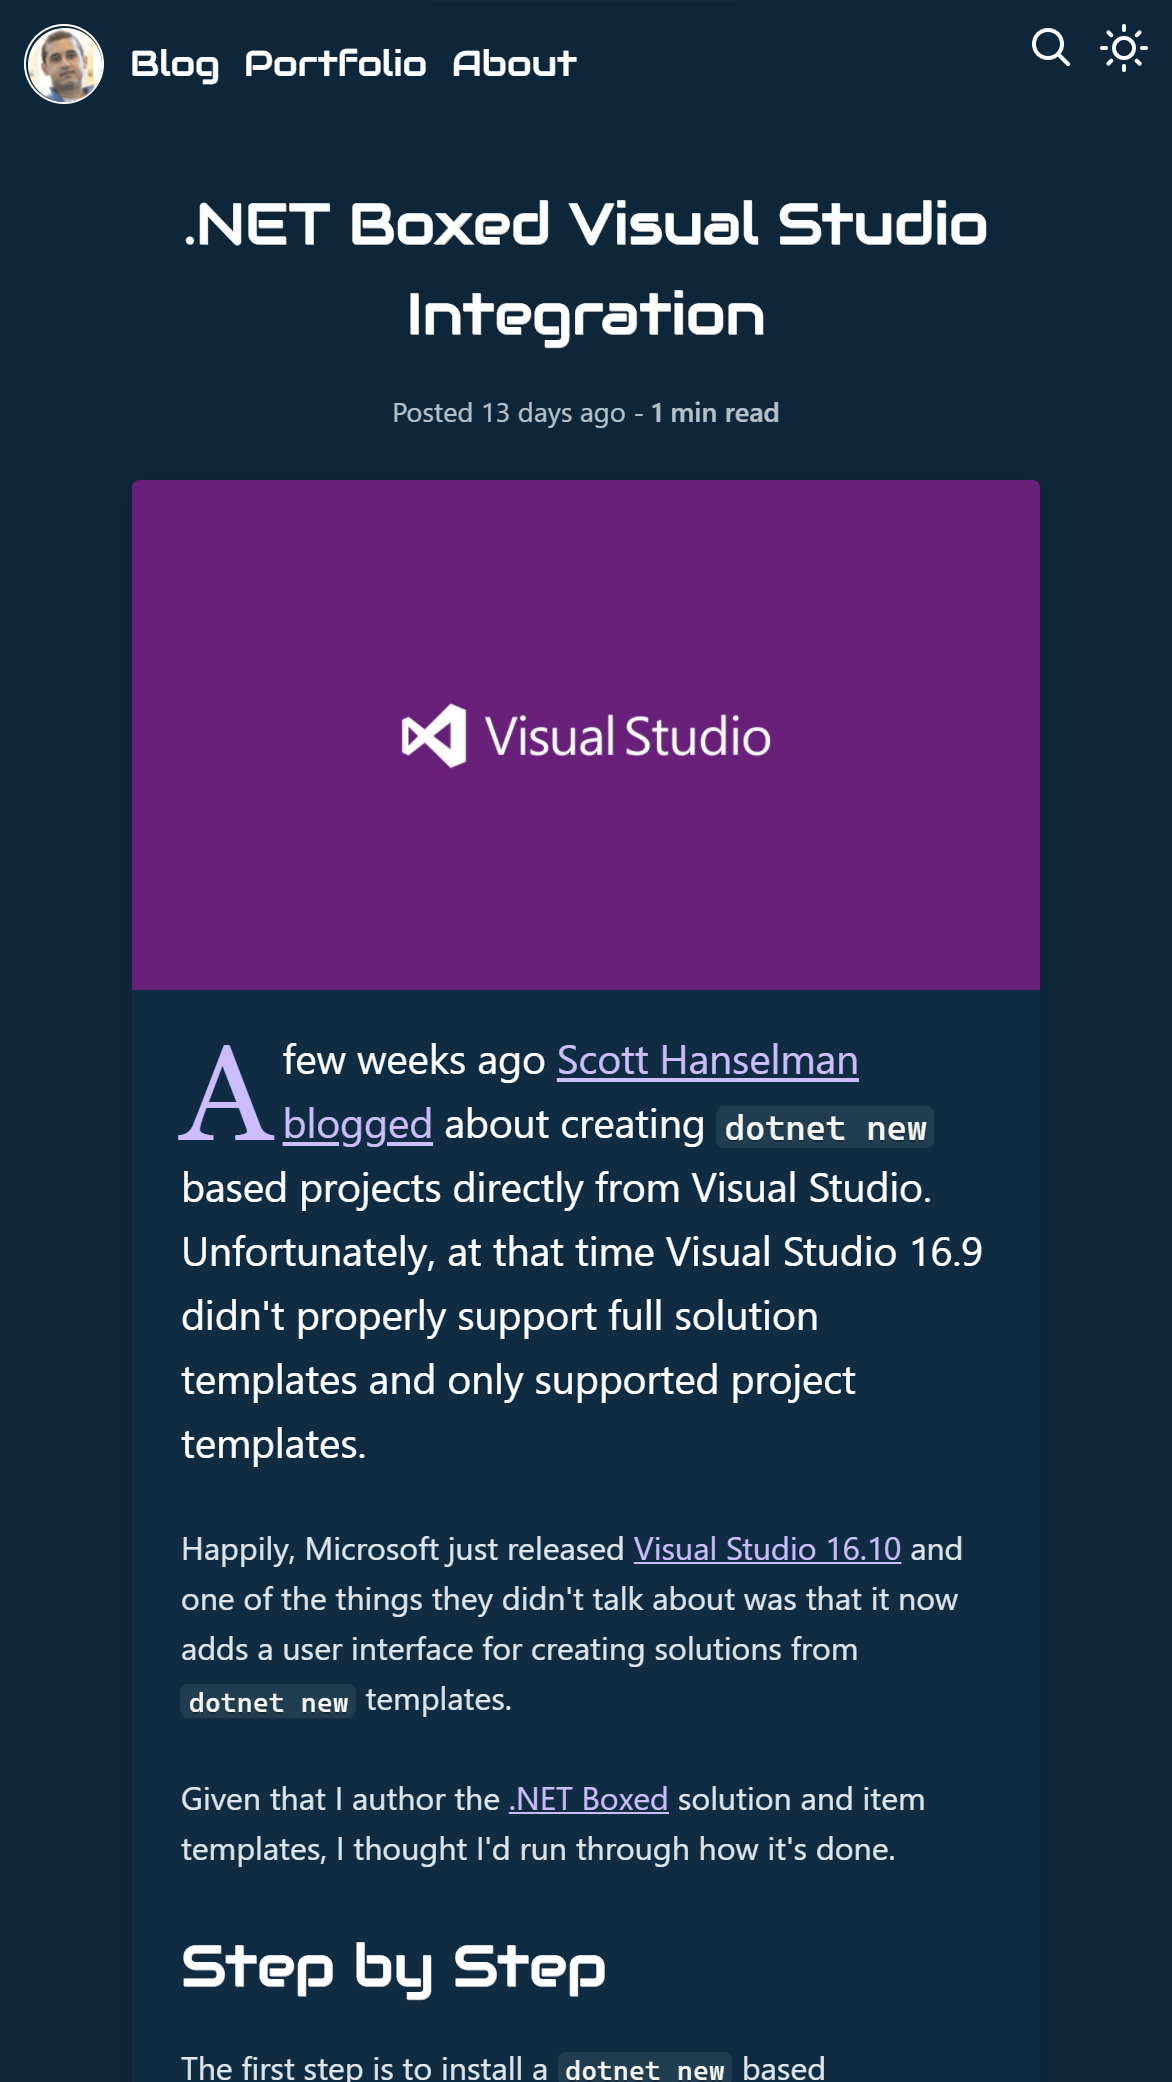 Blog Portfolio About
.NET Boxed Visual Studio
Integration
Posted 13 days ago - 1 min read
Visual Studio
A few weeks ago Scott Hanselman
blogged about creating dotnet new
based projects directly from Visual Studio.
Unfortunately, at that time Visual Studio 16.9
didn't properly support full solution
templates and only supported project
templates.
Happily, Microsoft just released Visual Studio 16.10 and
one of the things they didn't talk about was that it now
adds a user interface for creating solutions from
dotnet new templates.
Given that I author the .NET Boxed solution and item
templates, I thought I'd run through how it's done.
Step by Step
The first step is to install a dotnet new based